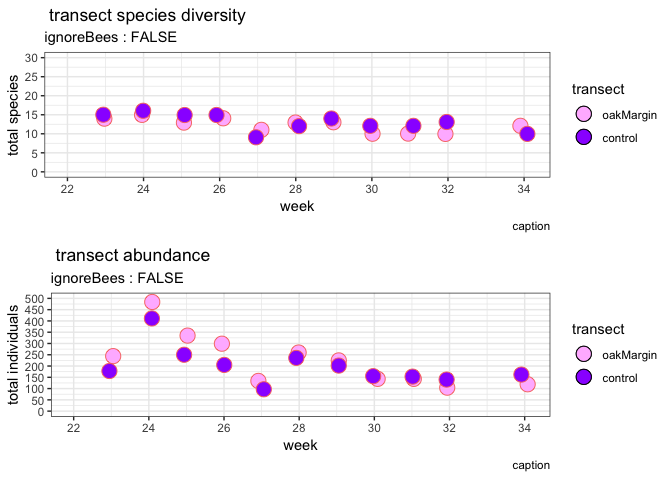 transect species diversity
ignoreBees : FALSE
total species
30
25
20
15
10
5
0
22 24 26 28 30 32 34
week
transect
oakMargin
control
caption
transect abundance
ignoreBees : FALSE
total individuals
500
450
400
350
300
250
200
150
100
50
0
22 24 26 28 30 32 34
week
transect
oakMargin
control
caption